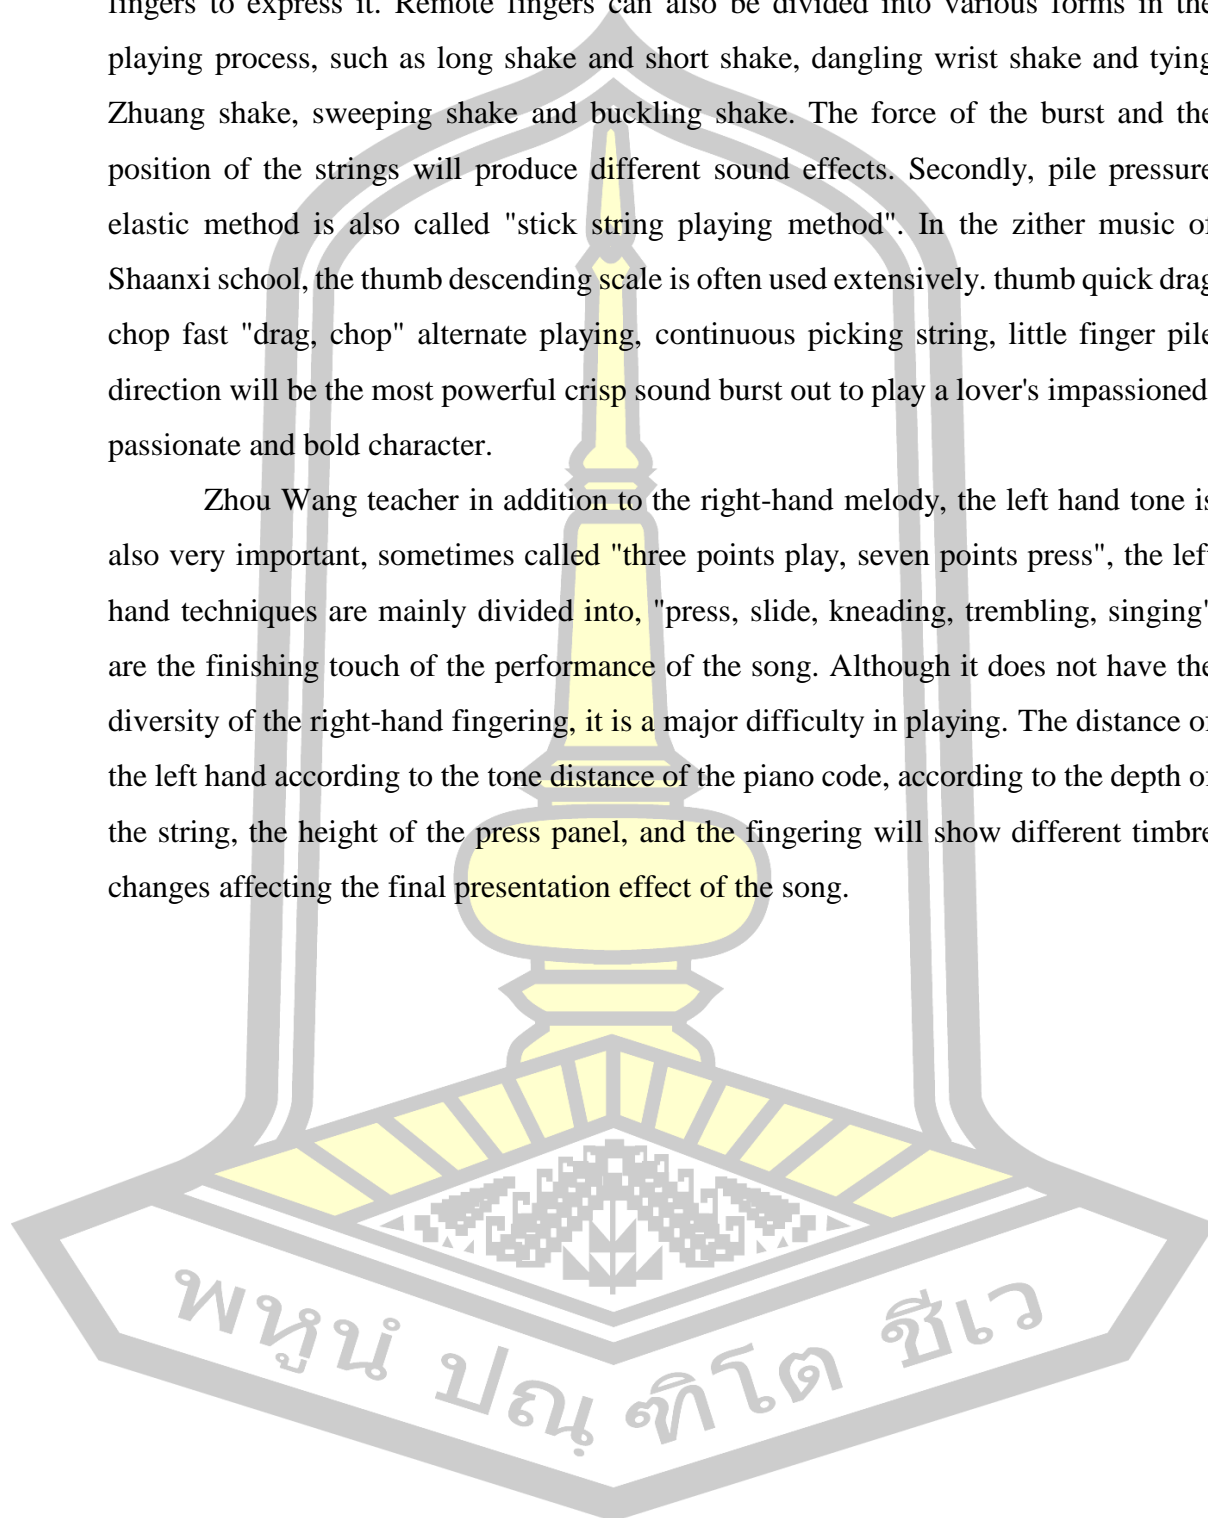 fingers to express it. Remote fingers can also be divided into various forms in the
playing process, such as long shake and short shake, dangling wrist shake and tying
Zhuang shake, sweeping shake and buckling shake. The force of the burst and the
position of the strings will produce different sound effects. Secondly, pile pressure
elastic method is also called "stick string playing method". In the zither music of
Shaanxi school, the thumb descending scale is often used extensively. thumb quick drag
chop fast "drag, chop" alternate playing, continuous picking string, little finger pile
direction will be the most powerful crisp sound burst out to play a lover's impassioned
passionate and bold character.
Zhou Wang teacher in addition to the right-hand melody, the left hand tone is
also very important, sometimes called "three points play, seven points press", the left
hand techniques are mainly divided into, "press, slide, kneading, trembling, singing"
are the finishing touch of the performance of the song. Although it does not have the
diversity of the right-hand fingering, it is a major difficulty in playing. The distance of
the left hand according to the tone distance of the piano code, according to the depth of
the string, the height of the press panel, and the fingering will show different timbre
changes affecting the final presentation effect of the song.
พหูนํ ปณฺฑิโต ชีเว